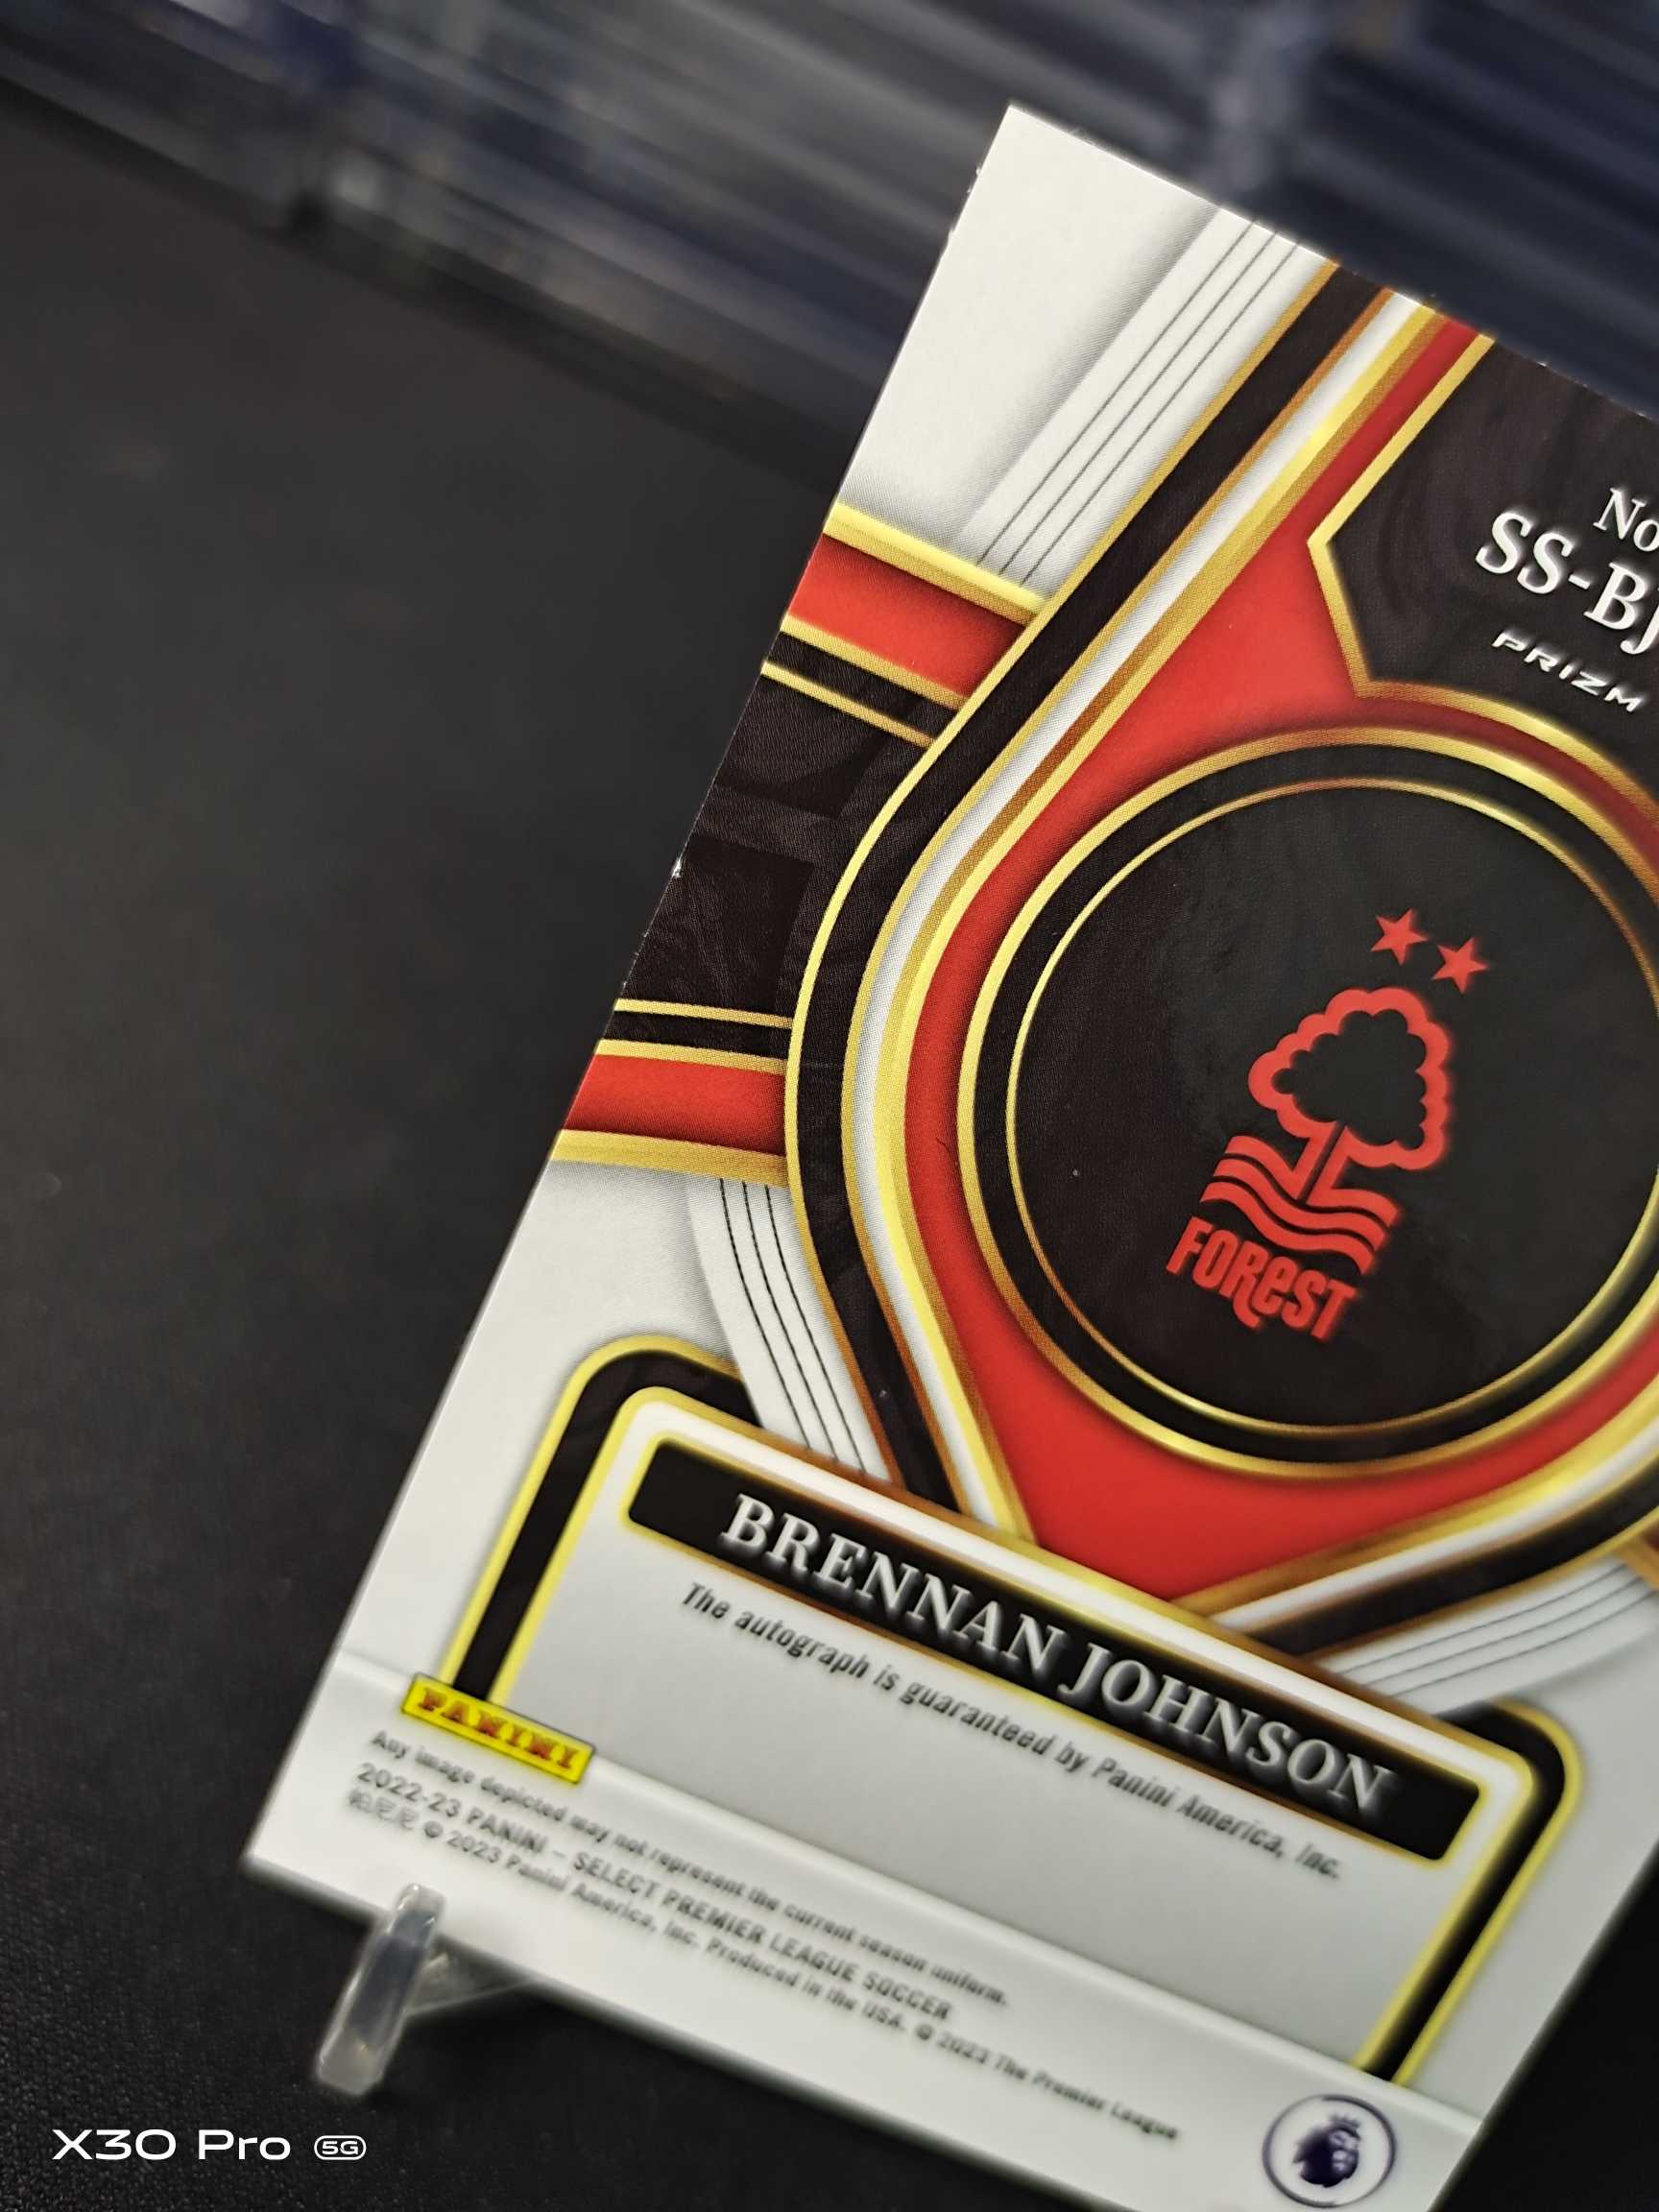 No
SS-BJ
PRIZM
FOREST
BRENNAN JOHNSON
The autograph is guaranteed by Panini America, Inc.
PANINI
Any image depicted may not represent the current season uniform.
2022-23 PANINI – SELECT PREMIER LEAGUE SOCCER
帕尼尼 © 2023 Panini America, Inc. Produced in the USA. © 2023 The Premier League
X30 Pro 5G